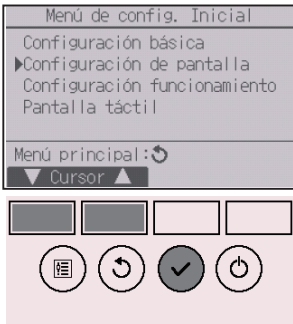 Menú de config. Inicial
Configuración básica
▶Configuración de pantalla
Configuración funcionamiento
Pantalla táctil
Menú principal:
▼ Cursor ▲